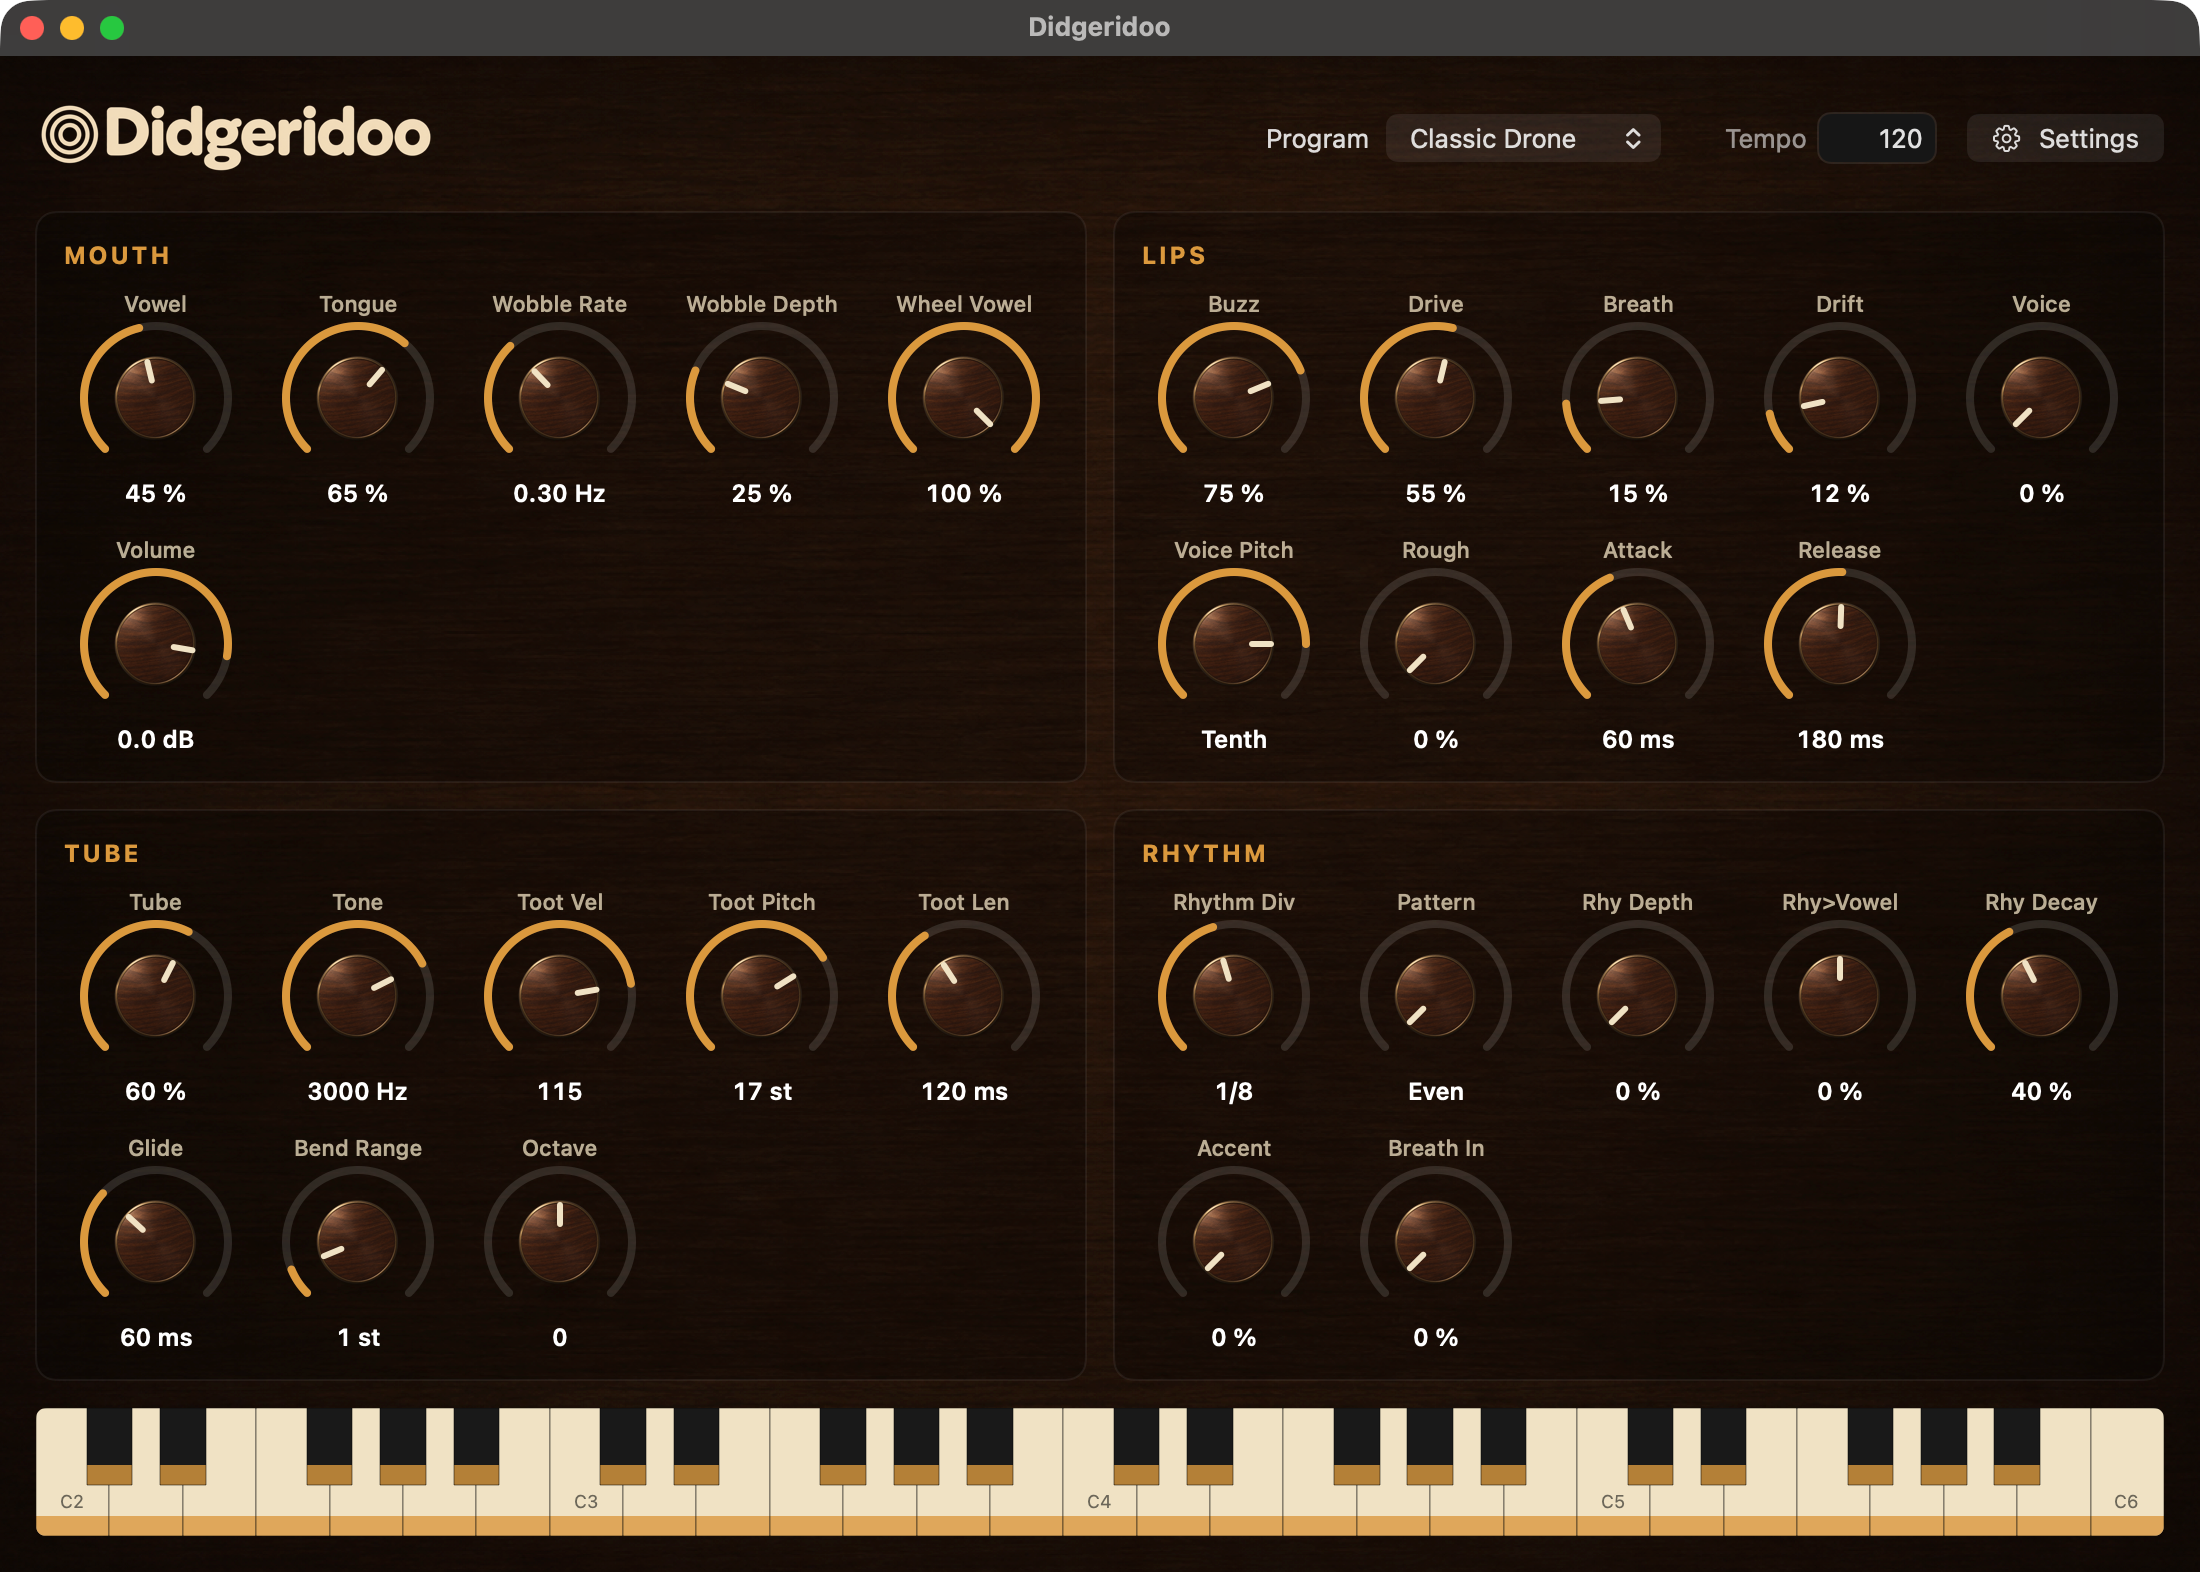 Didgeridoo
Didgeridoo
Program Classic Drone Tempo 120 Settings
MOUTH
Vowel Tongue Wobble Rate Wobble Depth Wheel Vowel
45 % 65 % 0.30 Hz 25 % 100 %
Volume
0.0 dB
LIPS
Buzz Drive Breath Drift Voice
75 % 55 % 15 % 12 % 0 %
Voice Pitch Rough Attack Release
Tenth 0 % 60 ms 180 ms
TUBE
Tube Tone Toot Vel Toot Pitch Toot Len
60 % 3000 Hz 115 17 st 120 ms
Glide Bend Range Octave
60 ms 1 st 0
RHYTHM
Rhythm Div Pattern Rhy Depth Rhy>Vowel Rhy Decay
1/8 Even 0 % 0 % 40 %
Accent Breath In
0 % 0 %
C2 C3 C4 C5 C6